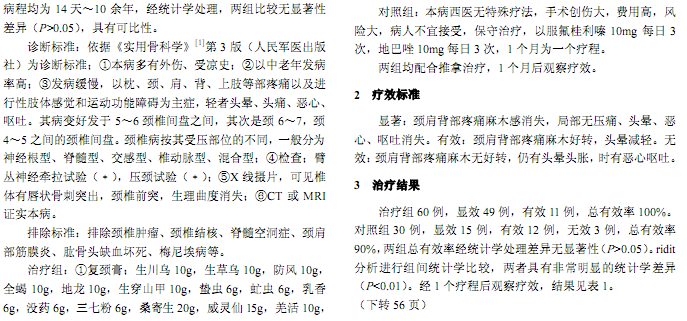 病程均为 14 天～10 余年，经统计学处理，两组比较无显著性
差异（P>0.05），具有可比性。
诊断标准：依据《实用骨科学》[1]第 3 版（人民军医出版
社）为诊断标准：①本病多有外伤、受凉史；②以中老年发病
率高；③发病缓慢，以枕、颈、肩、背、上肢等部疼痛以及进
行性肢体感觉和运动功能障碍为主症，轻者头晕、头痛、恶心、
呕吐。其病变好发于 5～6 颈椎间盘之间，其次是颈 6～7，颈
4～5 之间的颈椎间盘。颈椎病按其受压部位的不同，一般分为
神经根型、脊髓型、交感型、椎动脉型、混合型；④检查：臂
丛神经牵拉试验（+），压颈试验（+）；⑤X 线摄片，可见椎
体有唇状骨刺突出，颈椎前突，生理曲度消失；⑥CT 或 MRI
证实本病。
排除标准：排除颈椎肿瘤、颈椎结核、脊髓空洞症、颈肩
部筋膜炎、肱骨头缺血坏死、梅尼埃病等。
治疗组：①复颈膏：生川乌 10g，生草乌 10g，防风 10g，
全蝎 10g，地龙 10g，生穿山甲 10g，蛰虫 6g，虻虫 6g，乳香
6g，没药 6g，三七粉 6g，桑寄生 20g，威灵仙 15g，羌活 10g，
对照组：本病西医无特殊疗法，手术创伤大，费用高，风
险大，病人不宜接受，保守治疗，以服氟桂利嗪 10mg 每日 3
次，地巴唑 10mg 每日 3 次，1 个月为一个疗程。
两组均配合推拿治疗，1 个月后观察疗效。
2 疗效标准
显著：颈肩背部疼痛麻木感消失，局部无压痛、头晕、恶
心、呕吐消失。有效：颈肩背部疼痛麻木好转，头晕减轻。无
效：颈肩背部疼痛麻木无好转，仍有头晕头胀，时有恶心呕吐。
3 治疗结果
治疗组 60 例，显效 49 例，有效 11 例，总有效率 100%。
对照组 30 例，显效 15 例，有效 12 例，无效 3 例，总有效率
90%，两组总有效率经统计学处理差异无显著性（P>0.05）。ridit
分析进行组间统计学比较，两者具有非常明显的统计学差异
（P<0.01）。经 1 个疗程后观察疗效，结果见表 1。
（下转 56 页）